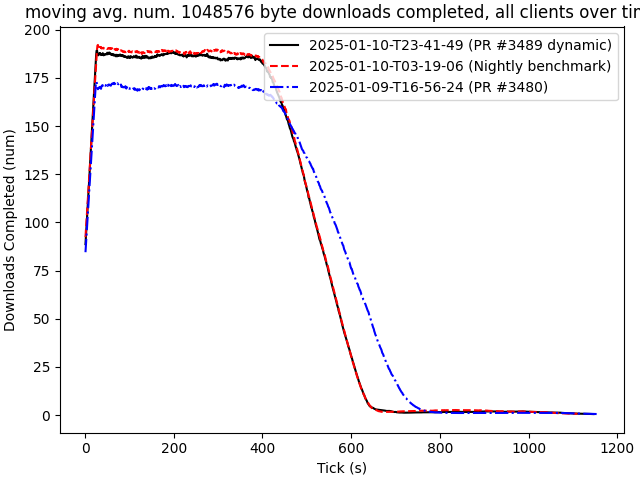 moving avg. num. 1048576 byte downloads completed, all clients over
2025-01-10-T23-41-49 (PR #3489 dynamic)
2025-01-10-T03-19-06 (Nightly benchmark)
2025-01-09-T16-56-24 (PR #3480)
Downloads Completed (num)
200
175
150
125
100
75
50
25
0
0 200 400 600 800 1000 1200
Tick (s)